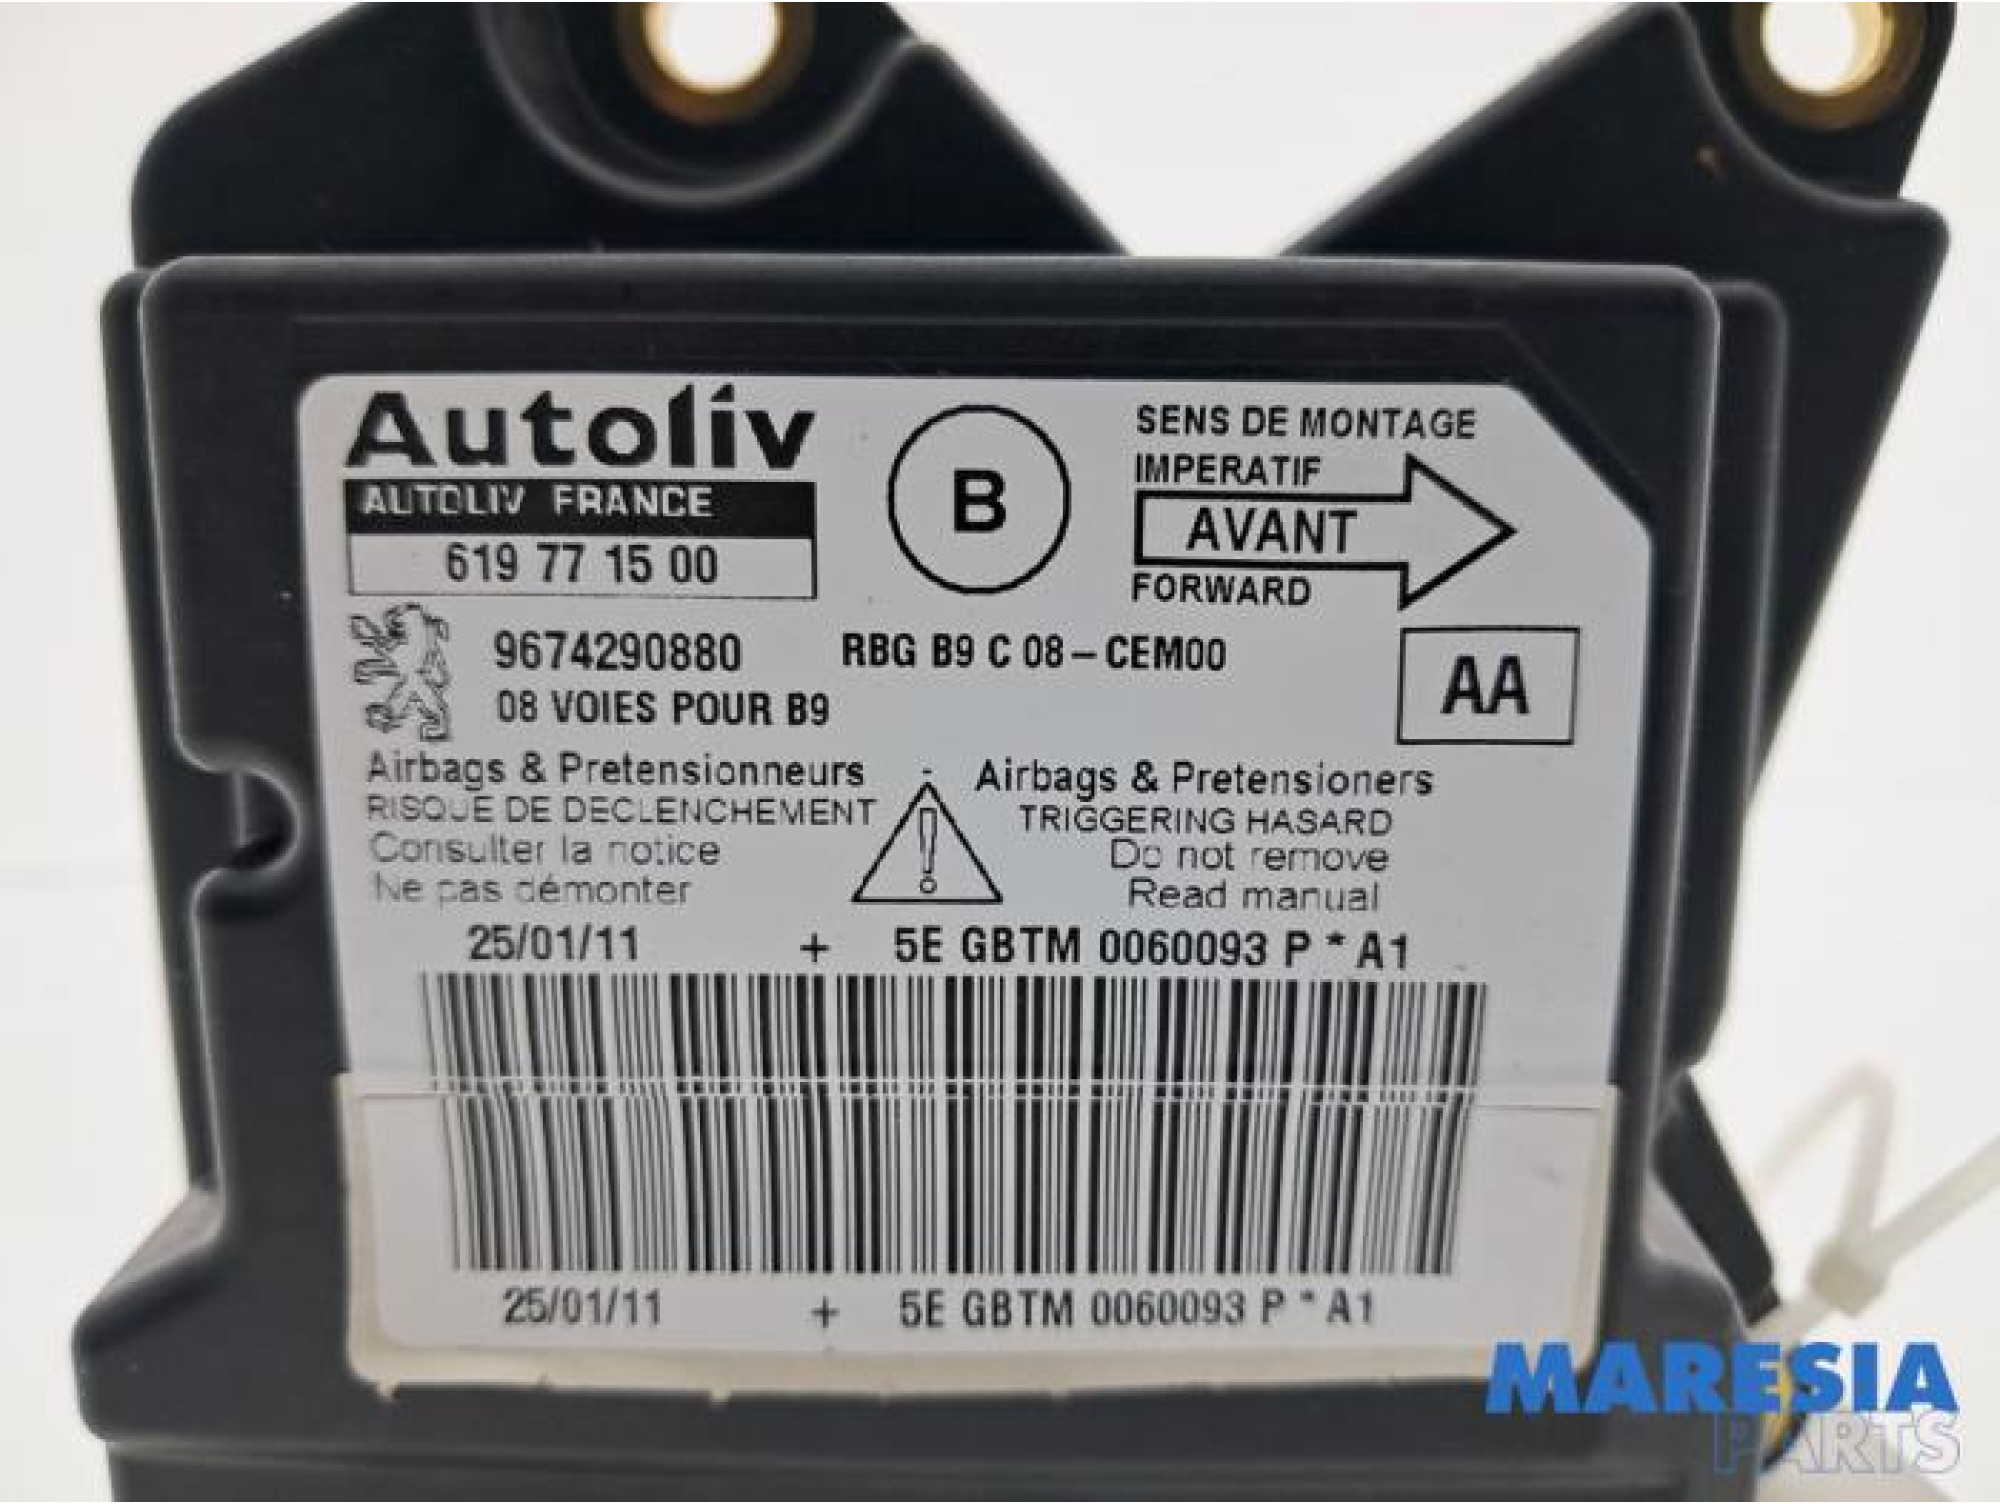 Autoliv
AUTOLIV FRANCE
619 77 15 00
B
SENS DE MONTAGE
IMPERATIF
AVANT
FORWARD
9674290880
RBG B9 C 08-CEM00
08 VOIES POUR B9
AA
Airbags & Pretensionneurs
RISQUE DE DECLENCHEMENT
Consulter la notice
Ne pas démonter
Airbags & Pretensioners
TRIGGERING HASARD
Do not remove
Read manual
25/01/11 + 5E GBTM 0060093 P * A1
25/01/11 + 5E GBTM 0060093 P * A1
MARESIA
PARTS